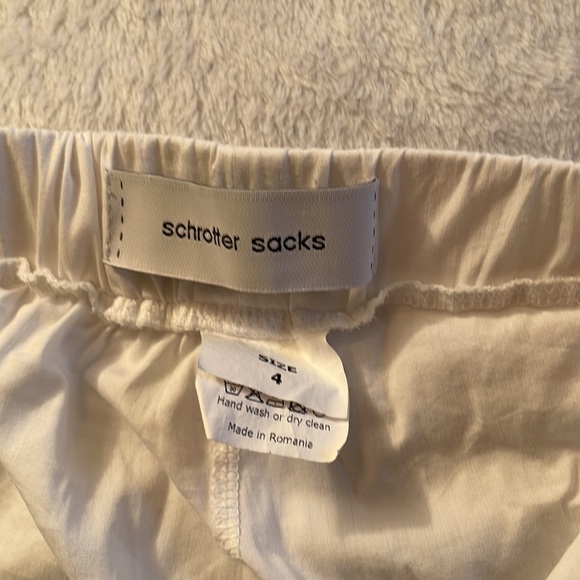 schrotter sacks
SIZE
4
Hand wash or dry clean
Made in Romania